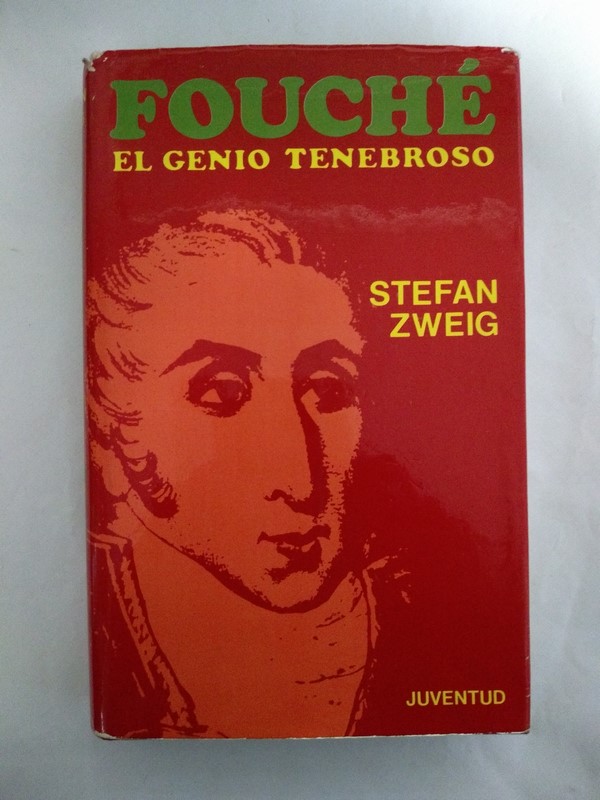 FOUCHÉ
EL GENIO TENEBROSO
STEFAN
ZWEIG
JUVENTUD